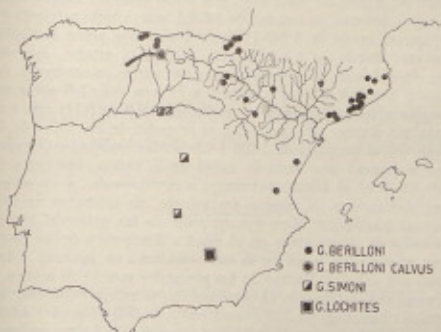 G. BERILLONI
G. BERILLONI CALVUS
G. SIMONI
G. LOCHITES